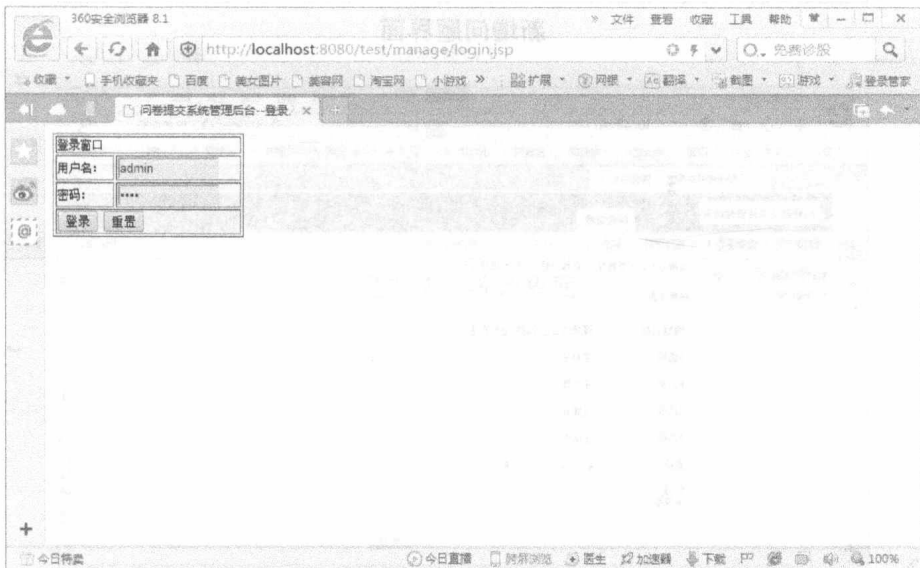 360安全浏览器 8.1
» 文件 查看 收藏 工具 帮助
http://localhost:8080/test/manage/login.jsp
免费诊股
收藏 手机收藏夹 百度 美女图片 美容网 淘宝网 小游戏 » 扩展 网银 翻译 截图 游戏 登录管家
问卷提交系统管理后台--登录
登录窗口
用户名: admin
密码: ••••
登录 重置
今日特卖
今日直播 跨屏浏览 医生 加速器 下载 100%